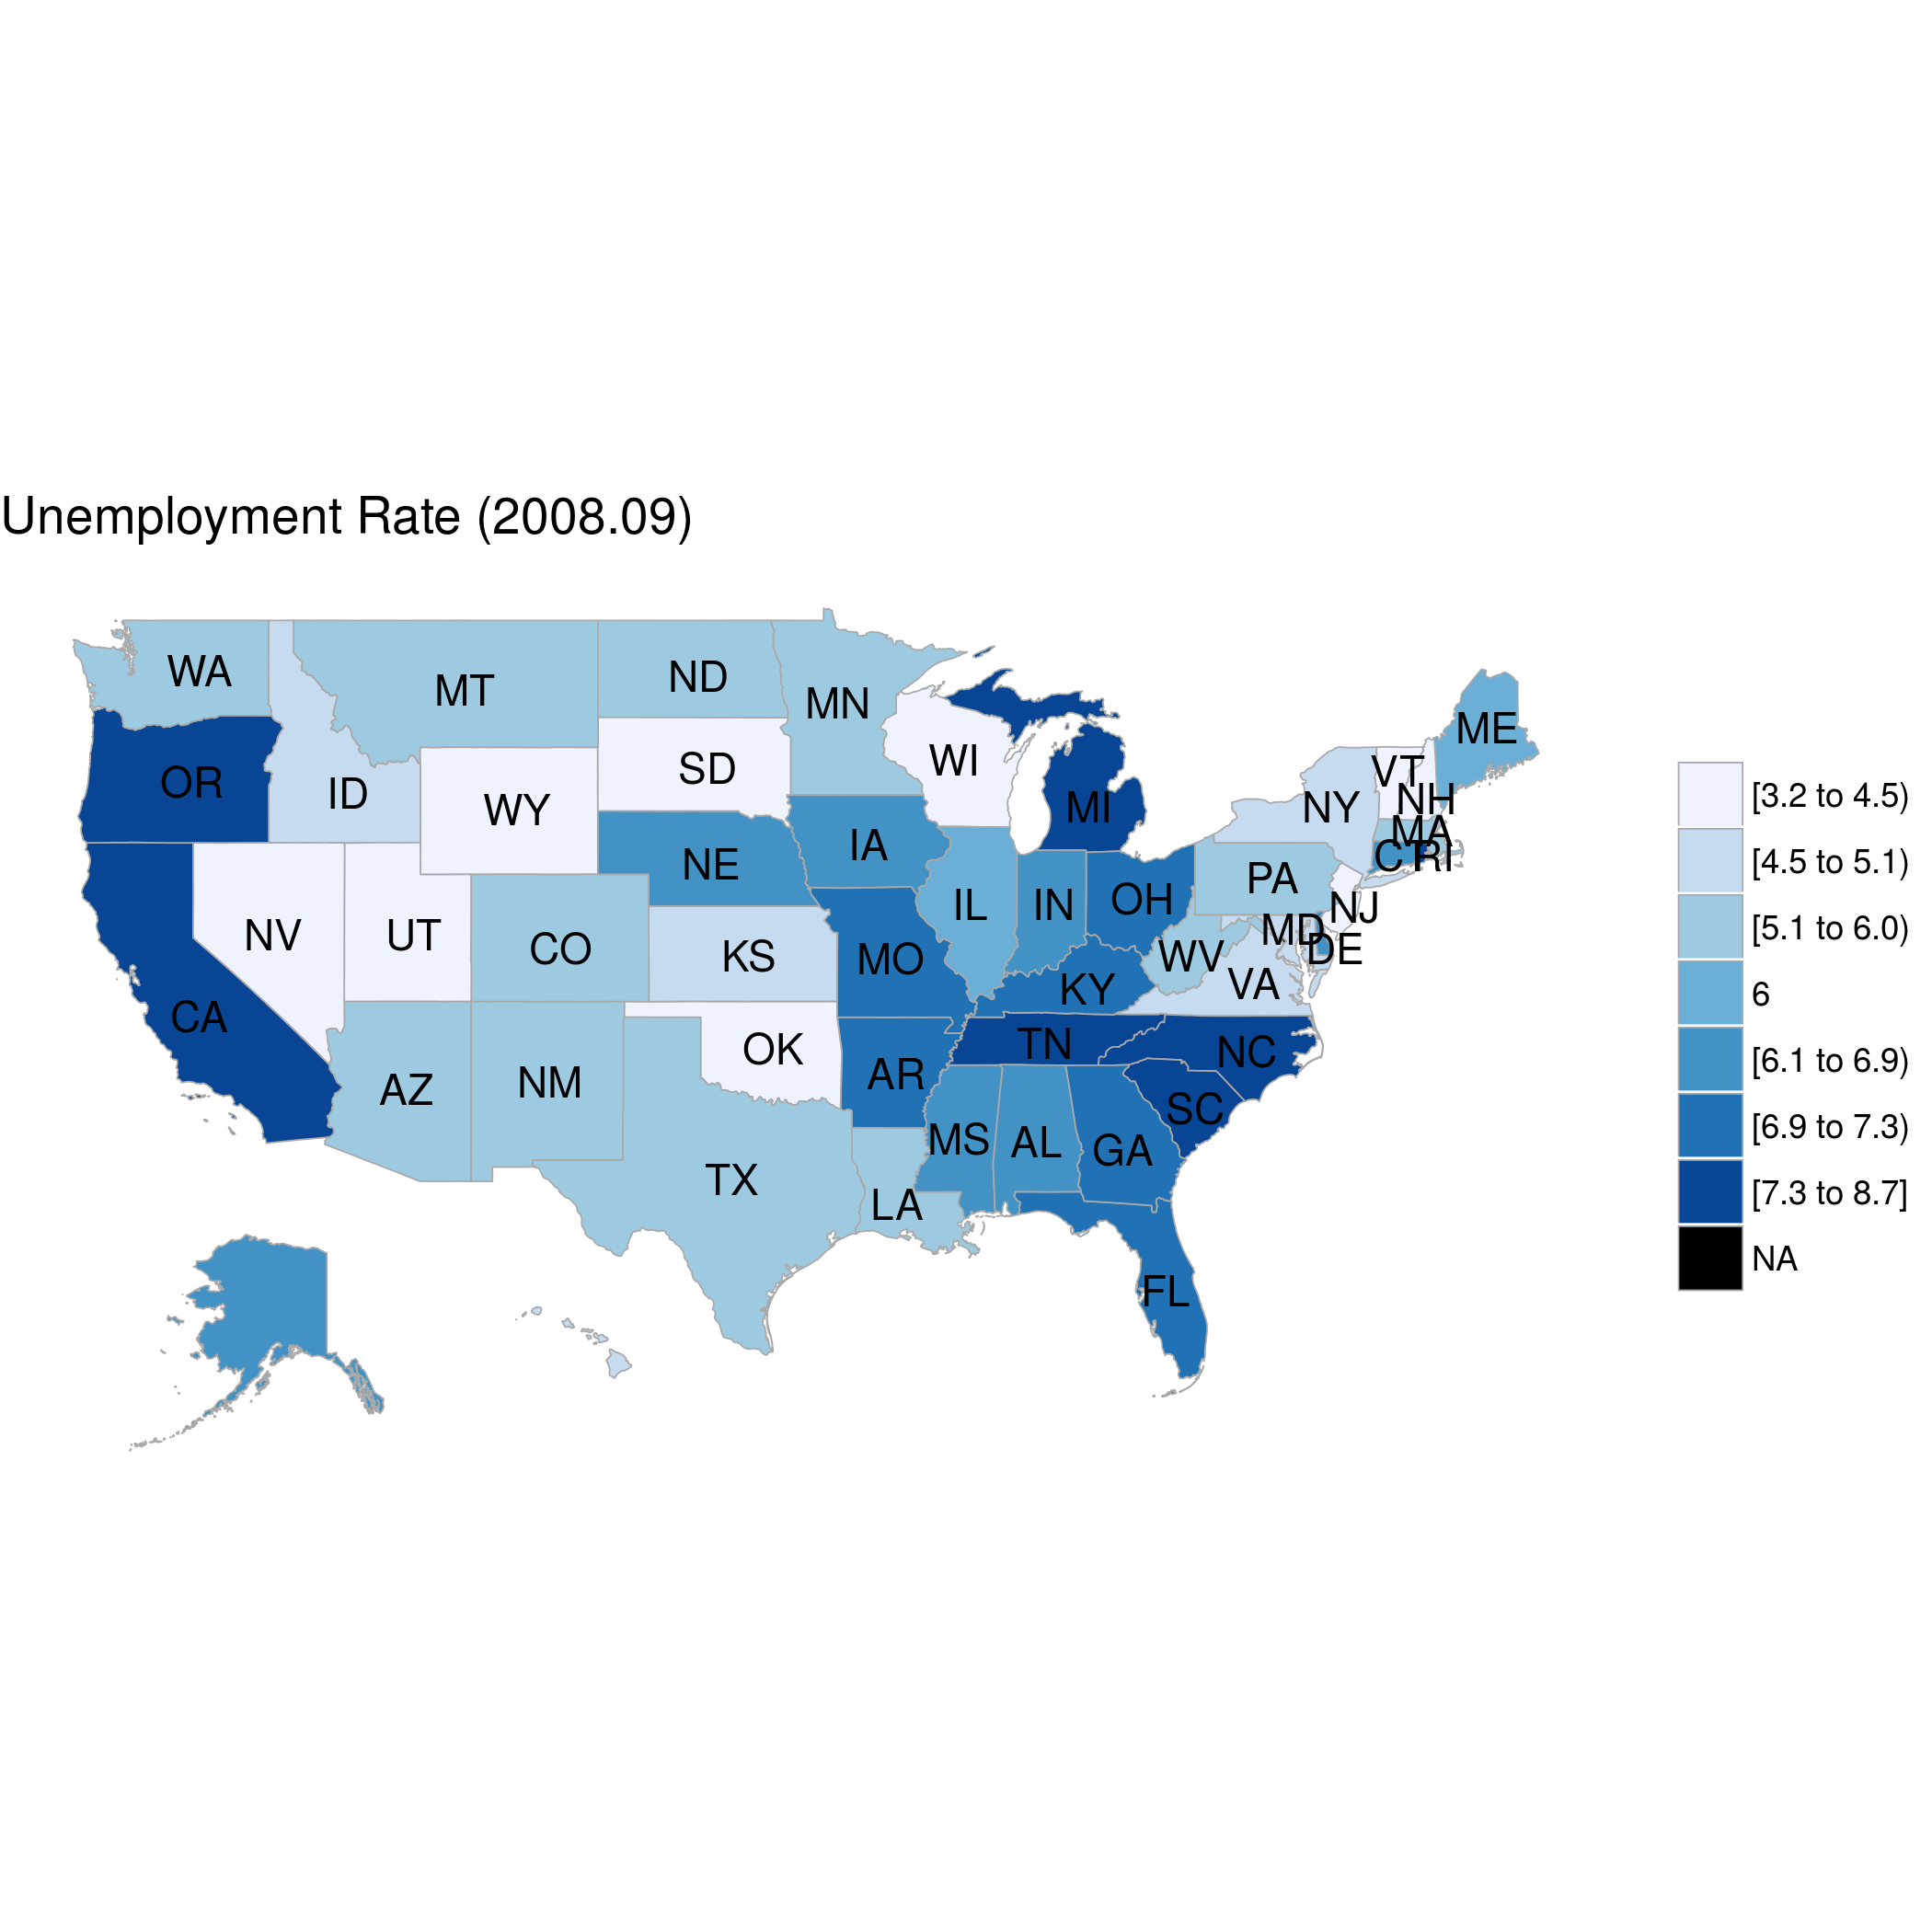 Unemployment Rate (2008.09)
WA
MT
ND
MN
ME
OR
ID
WY
SD
WI
MI
NY
VT
NH
MA
CT RI
NV
UT
CO
NE
IA
KS
MO
IL
IN
OH
PA
NJ
MD
DE
WV
VA
KY
CA
AZ
NM
OK
AR
TN
NC
SC
TX
LA
MS
AL
GA
FL
[3.2 to 4.5)
[4.5 to 5.1)
[5.1 to 6.0)
6
[6.1 to 6.9)
[6.9 to 7.3)
[7.3 to 8.7]
NA